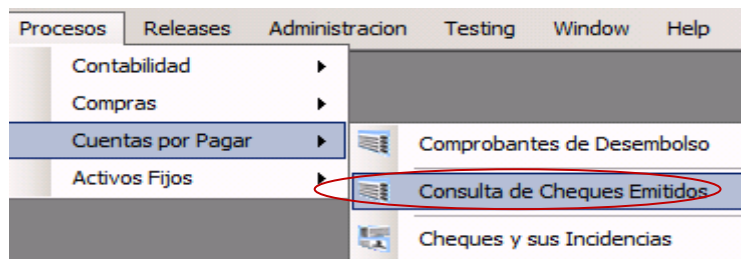 Procesos Releases Administracion Testing Window Help
Contabilidad
Compras
Cuentas por Pagar
Comprobantes de Desembolso
Activos Fijos
Consulta de Cheques Emitidos
Cheques y sus Incidencias